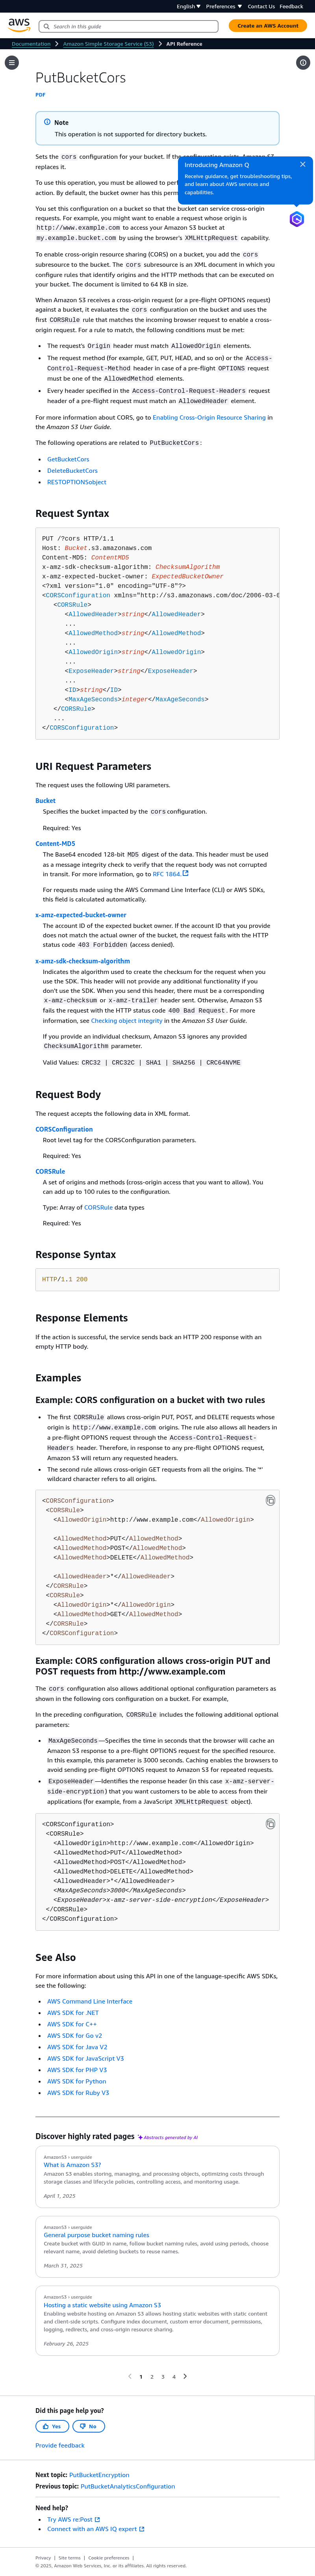 English
Preferences
Contact Us
Feedback
aws
Search in this guide
Create an AWS Account
Documentation
Amazon Simple Storage Service (S3)
API Reference
PutBucketCors
PDF
Note
This operation is not supported for directory buckets.
Sets the cors configuration for your bucket. If the
replaces it.
To use this operation, you must be allowed to perf
action. By default, the bucket owner has this perm
You set this configuration on a bucket so that the bucket can service cross-origin
requests. For example, you might want to enable a request whose origin is
http://www.example.com to access your Amazon S3 bucket at
my.example.bucket.com by using the browser's XMLHttpRequest capability.
Introducing Amazon Q
Receive guidance, get troubleshooting tips,
and learn about AWS services and
capabilities.
To enable cross-origin resource sharing (CORS) on a bucket, you add the cors
subresource to the bucket. The cors subresource is an XML document in which you
configure rules that identify origins and the HTTP methods that can be executed on
your bucket. The document is limited to 64 KB in size.
When Amazon S3 receives a cross-origin request (or a pre-flight OPTIONS request)
against a bucket, it evaluates the cors configuration on the bucket and uses the
first CORSRule rule that matches the incoming browser request to enable a cross-
origin request. For a rule to match, the following conditions must be met:
• The request's Origin header must match AllowedOrigin elements.
• The request method (for example, GET, PUT, HEAD, and so on) or the Access-
Control-Request-Method header in case of a pre-flight OPTIONS request
must be one of the AllowedMethod elements.
• Every header specified in the Access-Control-Request-Headers request
header of a pre-flight request must match an AllowedHeader element.
For more information about CORS, go to Enabling Cross-Origin Resource Sharing in
the Amazon S3 User Guide.
The following operations are related to PutBucketCors:
• GetBucketCors
• DeleteBucketCors
• RESTOPTIONSobject
Request Syntax
PUT /?cors HTTP/1.1
Host: Bucket.s3.amazonaws.com
Content-MD5: ContentMD5
x-amz-sdk-checksum-algorithm: ChecksumAlgorithm
x-amz-expected-bucket-owner: ExpectedBucketOwner
<?xml version="1.0" encoding="UTF-8"?>
<CORSConfiguration xmlns="http://s3.amazonaws.com/doc/2006-03-0
<CORSRule>
<AllowedHeader>string</AllowedHeader>
...
<AllowedMethod>string</AllowedMethod>
...
<AllowedOrigin>string</AllowedOrigin>
...
<ExposeHeader>string</ExposeHeader>
...
<ID>string</ID>
<MaxAgeSeconds>integer</MaxAgeSeconds>
</CORSRule>
...
</CORSConfiguration>
URI Request Parameters
The request uses the following URI parameters.
Bucket
Specifies the bucket impacted by the cors configuration.
Required: Yes
Content-MD5
The Base64 encoded 128-bit MD5 digest of the data. This header must be used
as a message integrity check to verify that the request body was not corrupted
in transit. For more information, go to RFC 1864.
For requests made using the AWS Command Line Interface (CLI) or AWS SDKs,
this field is calculated automatically.
x-amz-expected-bucket-owner
The account ID of the expected bucket owner. If the account ID that you provide
does not match the actual owner of the bucket, the request fails with the HTTP
status code 403 Forbidden (access denied).
x-amz-sdk-checksum-algorithm
Indicates the algorithm used to create the checksum for the request when you
use the SDK. This header will not provide any additional functionality if you
don't use the SDK. When you send this header, there must be a corresponding
x-amz-checksum or x-amz-trailer header sent. Otherwise, Amazon S3
fails the request with the HTTP status code 400 Bad Request. For more
information, see Checking object integrity in the Amazon S3 User Guide.
If you provide an individual checksum, Amazon S3 ignores any provided
ChecksumAlgorithm parameter.
Valid Values: CRC32 | CRC32C | SHA1 | SHA256 | CRC64NVME
Request Body
The request accepts the following data in XML format.
CORSConfiguration
Root level tag for the CORSConfiguration parameters.
Required: Yes
CORSRule
A set of origins and methods (cross-origin access that you want to allow). You
can add up to 100 rules to the configuration.
Type: Array of CORSRule data types
Required: Yes
Response Syntax
HTTP/1.1 200
Response Elements
If the action is successful, the service sends back an HTTP 200 response with an
empty HTTP body.
Examples
Example: CORS configuration on a bucket with two rules
• The first CORSRule allows cross-origin PUT, POST, and DELETE requests whose
origin is http://www.example.com origins. The rule also allows all headers in
a pre-flight OPTIONS request through the Access-Control-Request-
Headers header. Therefore, in response to any pre-flight OPTIONS request,
Amazon S3 will return any requested headers.
• The second rule allows cross-origin GET requests from all the origins. The '*'
wildcard character refers to all origins.
<CORSConfiguration>
<CORSRule>
<AllowedOrigin>http://www.example.com</AllowedOrigin>
<AllowedMethod>PUT</AllowedMethod>
<AllowedMethod>POST</AllowedMethod>
<AllowedMethod>DELETE</AllowedMethod>
<AllowedHeader>*</AllowedHeader>
</CORSRule>
<CORSRule>
<AllowedOrigin>*</AllowedOrigin>
<AllowedMethod>GET</AllowedMethod>
</CORSRule>
</CORSConfiguration>
Example: CORS configuration allows cross-origin PUT and
POST requests from http://www.example.com
The cors configuration also allows additional optional configuration parameters as
shown in the following cors configuration on a bucket. For example,
In the preceding configuration, CORSRule includes the following additional optional
parameters:
• MaxAgeSeconds—Specifies the time in seconds that the browser will cache an
Amazon S3 response to a pre-flight OPTIONS request for the specified resource.
In this example, this parameter is 3000 seconds. Caching enables the browsers to
avoid sending pre-flight OPTIONS request to Amazon S3 for repeated requests.
• ExposeHeader—Identifies the response header (in this case x-amz-server-
side-encryption) that you want customers to be able to access from their
applications (for example, from a JavaScript XMLHttpRequest object).
<CORSConfiguration>
<CORSRule>
<AllowedOrigin>http://www.example.com</AllowedOrigin>
<AllowedMethod>PUT</AllowedMethod>
<AllowedMethod>POST</AllowedMethod>
<AllowedMethod>DELETE</AllowedMethod>
<AllowedHeader>*</AllowedHeader>
<MaxAgeSeconds>3000</MaxAgeSeconds>
<ExposeHeader>x-amz-server-side-encryption</ExposeHeader>
</CORSRule>
</CORSConfiguration>
See Also
For more information about using this API in one of the language-specific AWS SDKs,
see the following:
• AWS Command Line Interface
• AWS SDK for .NET
• AWS SDK for C++
• AWS SDK for Go v2
• AWS SDK for Java V2
• AWS SDK for JavaScript V3
• AWS SDK for PHP V3
• AWS SDK for Python
• AWS SDK for Ruby V3
Discover highly rated pages
Abstracts generated by AI
AmazonS3 › userguide
What is Amazon S3?
Amazon S3 enables storing, managing, and processing objects, optimizing costs through
storage classes and lifecycle policies, controlling access, and monitoring usage.
April 1, 2025
AmazonS3 › userguide
General purpose bucket naming rules
Create bucket with GUID in name, follow bucket naming rules, avoid using periods, choose
relevant name, avoid deleting buckets to reuse names.
March 31, 2025
AmazonS3 › userguide
Hosting a static website using Amazon S3
Enabling website hosting on Amazon S3 allows hosting static websites with static content
and client-side scripts. Configure index document, custom error document, permissions,
logging, redirects, and cross-origin resource sharing.
February 26, 2025
1 2 3 4
Did this page help you?
Yes
No
Provide feedback
Next topic: PutBucketEncryption
Previous topic: PutBucketAnalyticsConfiguration
Need help?
• Try AWS re:Post
• Connect with an AWS IQ expert
Privacy | Site terms | Cookie preferences |
© 2025, Amazon Web Services, Inc. or its affiliates. All rights reserved.